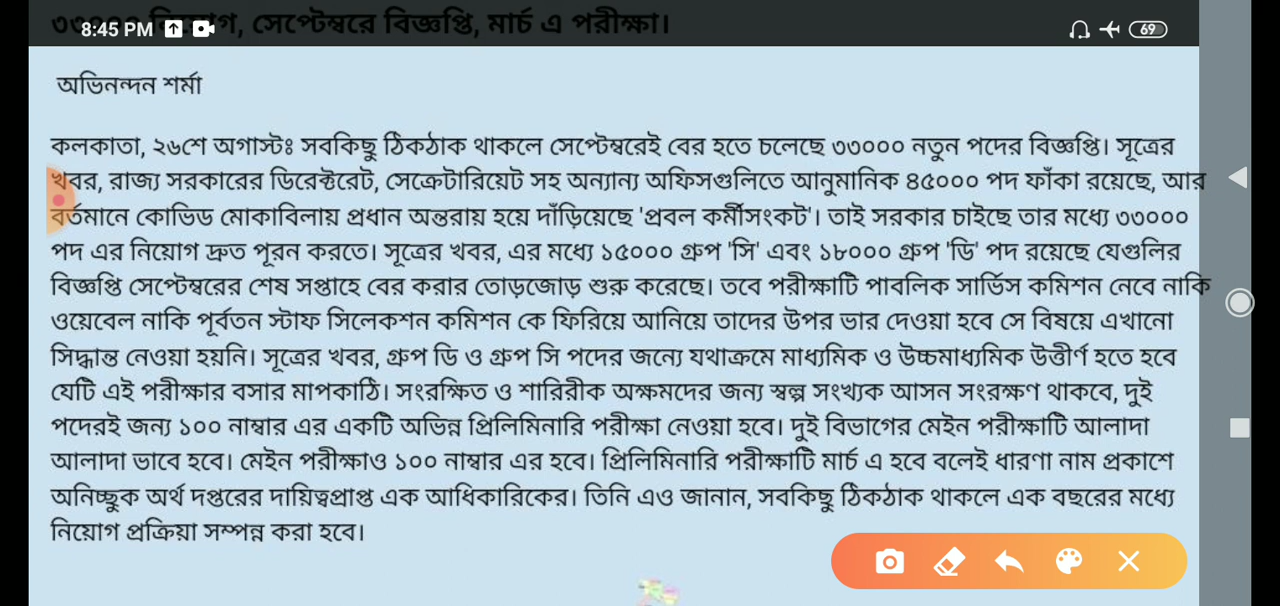 ৩৩০০০ নিয়োগ, সেপ্টেম্বরে বিজ্ঞপ্তি, মার্চ এ পরীক্ষা।
8:45 PM
69
অভিনন্দন শর্মা
কলকাতা, ২৬শে অগাস্টঃ সবকিছু ঠিকঠাক থাকলে সেপ্টেম্বরেই বের হতে চলেছে ৩৩০০০ নতুন পদের বিজ্ঞপ্তি। সূত্রের
খবর, রাজ্য সরকারের ডিরেক্টরেট, সেক্রেটারিয়েট সহ অন্যান্য অফিসগুলিতে আনুমানিক ৪৫০০০ পদ ফাঁকা রয়েছে, আর
বর্তমানে কোভিড মোকাবিলায় প্রধান অন্তরায় হয়ে দাঁড়িয়েছে 'প্রবল কর্মীসংকট'। তাই সরকার চাইছে তার মধ্যে ৩৩০০০
পদ এর নিয়োগ দ্রুত পূরন করতে। সূত্রের খবর, এর মধ্যে ১৫০০০ গ্রুপ 'সি' এবং ১৮০০০ গ্রুপ 'ডি' পদ রয়েছে যেগুলির
বিজ্ঞপ্তি সেপ্টেম্বরের শেষ সপ্তাহে বের করার তোড়জোড় শুরু করেছে। তবে পরীক্ষাটি পাবলিক সার্ভিস কমিশন নেবে নাকি
ওয়েবেল নাকি পূর্বতন স্টাফ সিলেকশন কমিশন কে ফিরিয়ে আনিয়ে তাদের উপর ভার দেওয়া হবে সে বিষয়ে এখানো
সিদ্ধান্ত নেওয়া হয়নি। সূত্রের খবর, গ্রুপ ডি ও গ্রুপ সি পদের জন্যে যথাক্রমে মাধ্যমিক ও উচ্চমাধ্যমিক উত্তীর্ণ হতে হবে
যেটি এই পরীক্ষার বসার মাপকাঠি। সংরক্ষিত ও শারিরীক অক্ষমদের জন্য স্বল্প সংখ্যক আসন সংরক্ষণ থাকবে, দুই
পদেরই জন্য ১০০ নাম্বার এর একটি অভিন্ন প্রিলিমিনারি পরীক্ষা নেওয়া হবে। দুই বিভাগের মেইন পরীক্ষাটি আলাদা
আলাদা ভাবে হবে। মেইন পরীক্ষাও ১০০ নাম্বার এর হবে। প্রিলিমিনারি পরীক্ষাটি মার্চ এ হবে বলেই ধারণা নাম প্রকাশে
অনিচ্ছুক অর্থ দপ্তরের দায়িত্বপ্রাপ্ত এক আধিকারিকের। তিনি এও জানান, সবকিছু ঠিকঠাক থাকলে এক বছরের মধ্যে
নিয়োগ প্রক্রিয়া সম্পন্ন করা হবে।